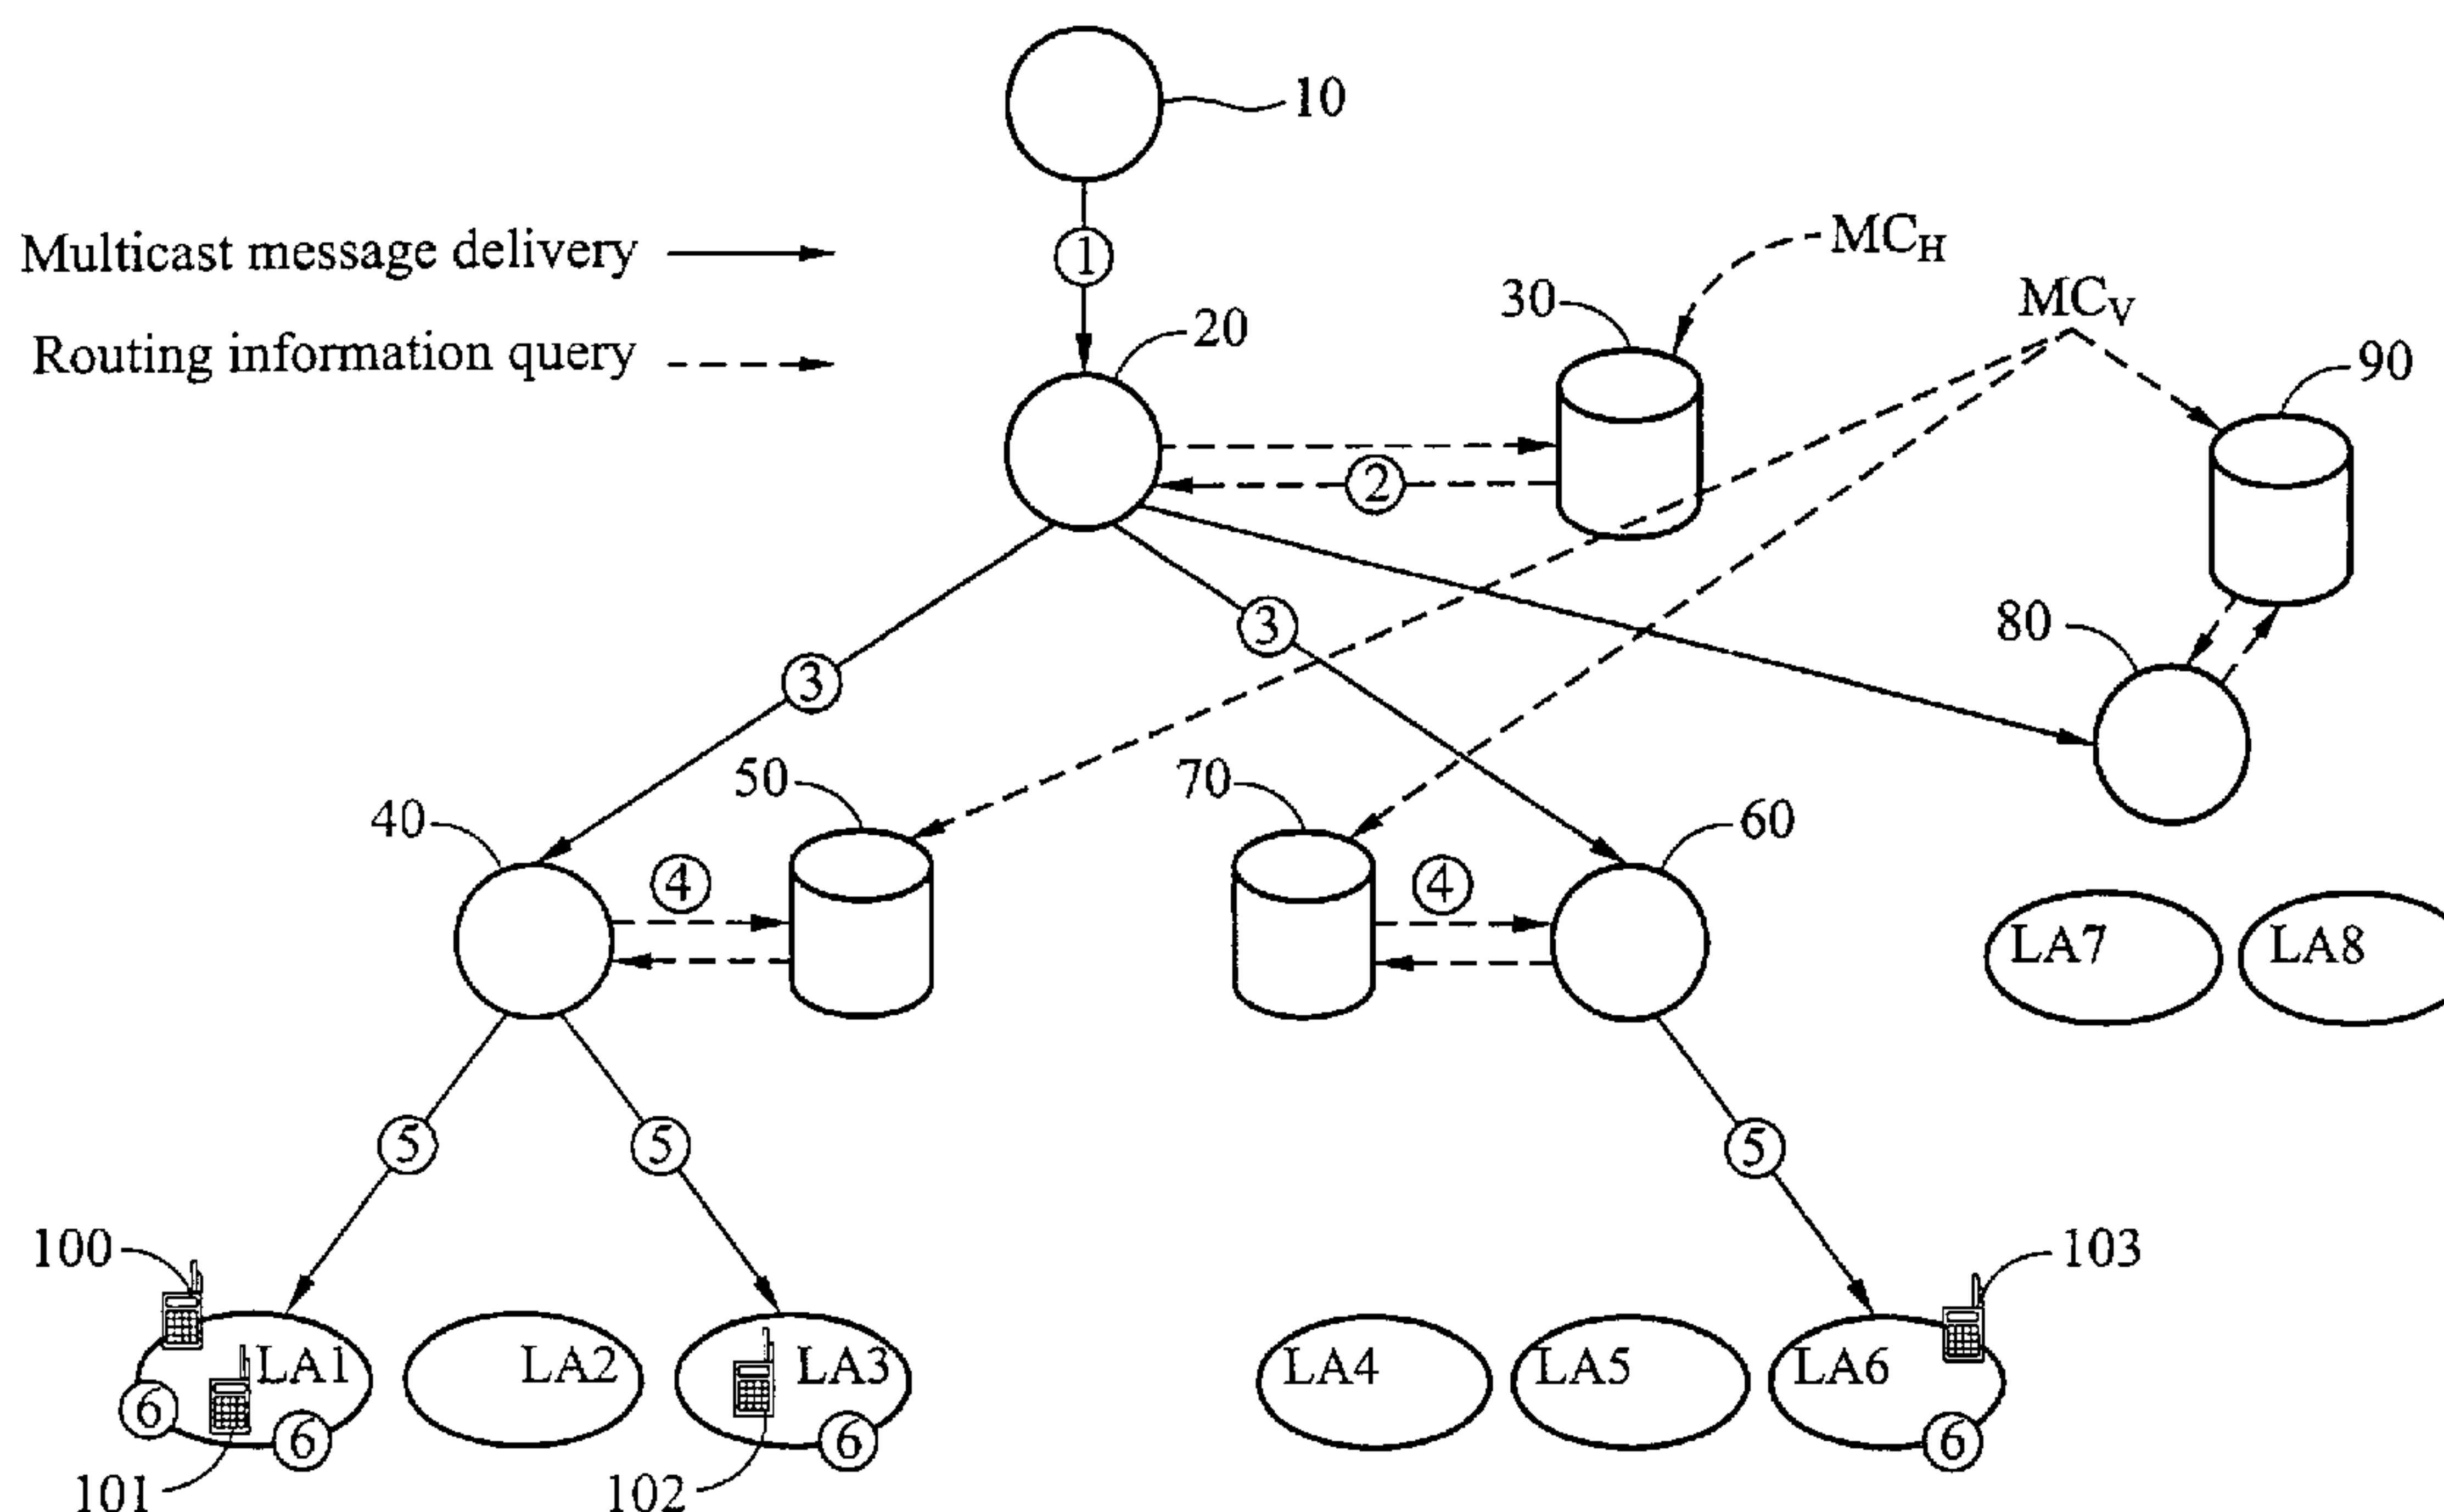 10
Multicast message delivery
1
MC_H
30
MC_V
20
Routing information query
90
2
80
3
3
50
70
40
60
4
4
LA7
LA8
5
5
5
100
103
LA1
LA2
LA3
LA4
LA5
LA6
6
6
6
6
101
102